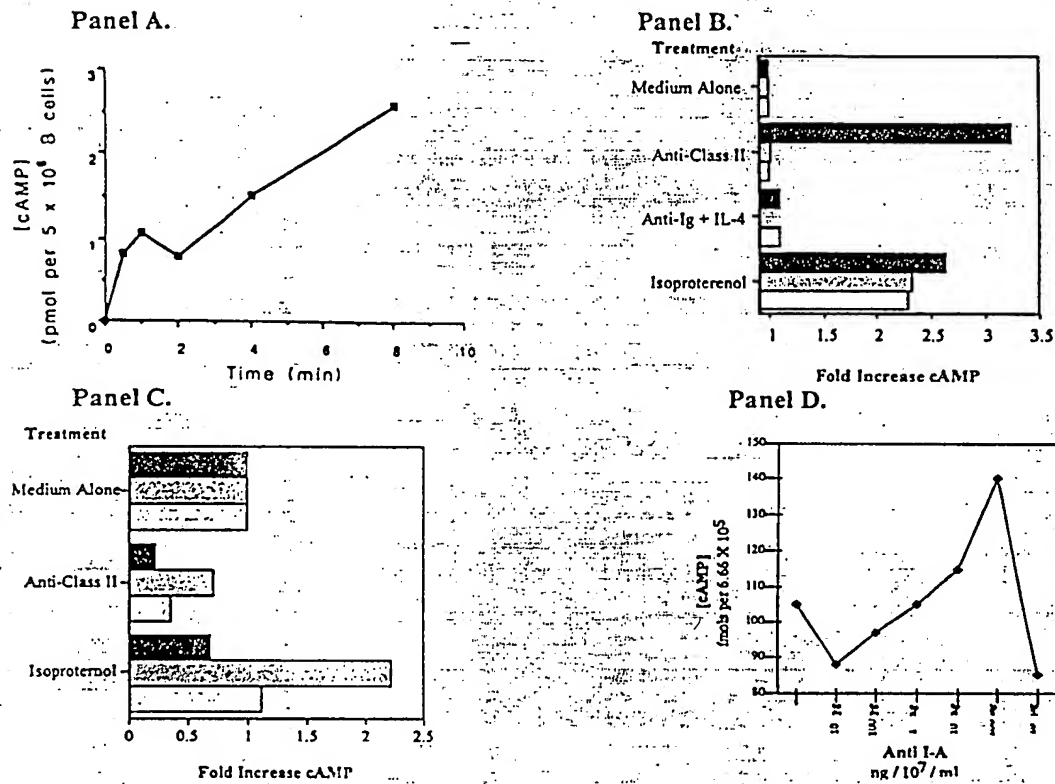 Panel A.
3
2
1
0
[cAMP]
(pmol per 5 x 10⁶ B cells)
0 2 4 6 8 10
Time (min)
Panel B.
Treatment
Medium Alone
Anti-Class II
Anti-Ig + IL-4
Isoproterenol
1 1.5 2 2.5 3 3.5
Fold Increase cAMP
Panel C.
Treatment
Medium Alone
Anti-Class II
Isoproternol
0 0.5 1 1.5 2 2.5
Fold Increase cAMP
Panel D.
150
140
130
120
110
100
90
80
[cAMP]
fmols per 6.66 X 10⁵
Anti I-A
ng / 10⁷ / ml